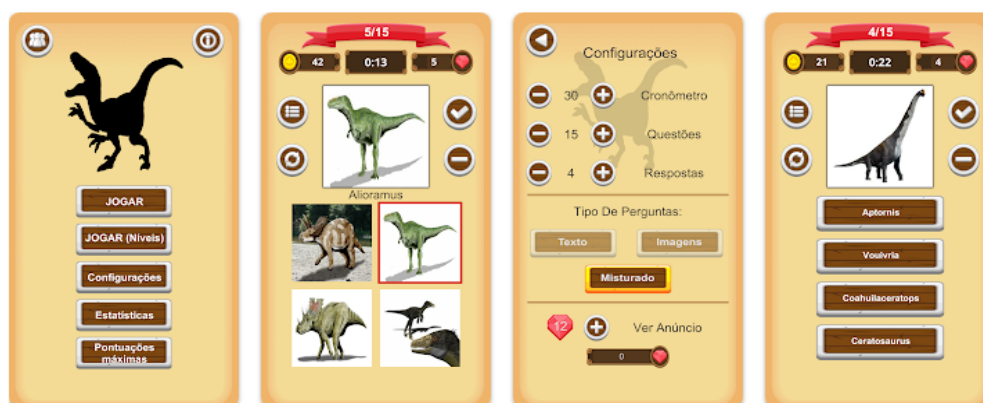 JOGAR
JOGAR (Níveis)
Configurações
Estatísticas
Pontuações
máximas
5/15
42
0:13
5
Alioramus
Configurações
30
Cronômetro
15
Questões
4
Respostas
Tipo De Perguntas:
Texto
Imagens
Misturado
12
Ver Anúncio
0
4/15
21
0:22
4
Aptornis
Vouivria
Coahuilaceratops
Ceratosaurus